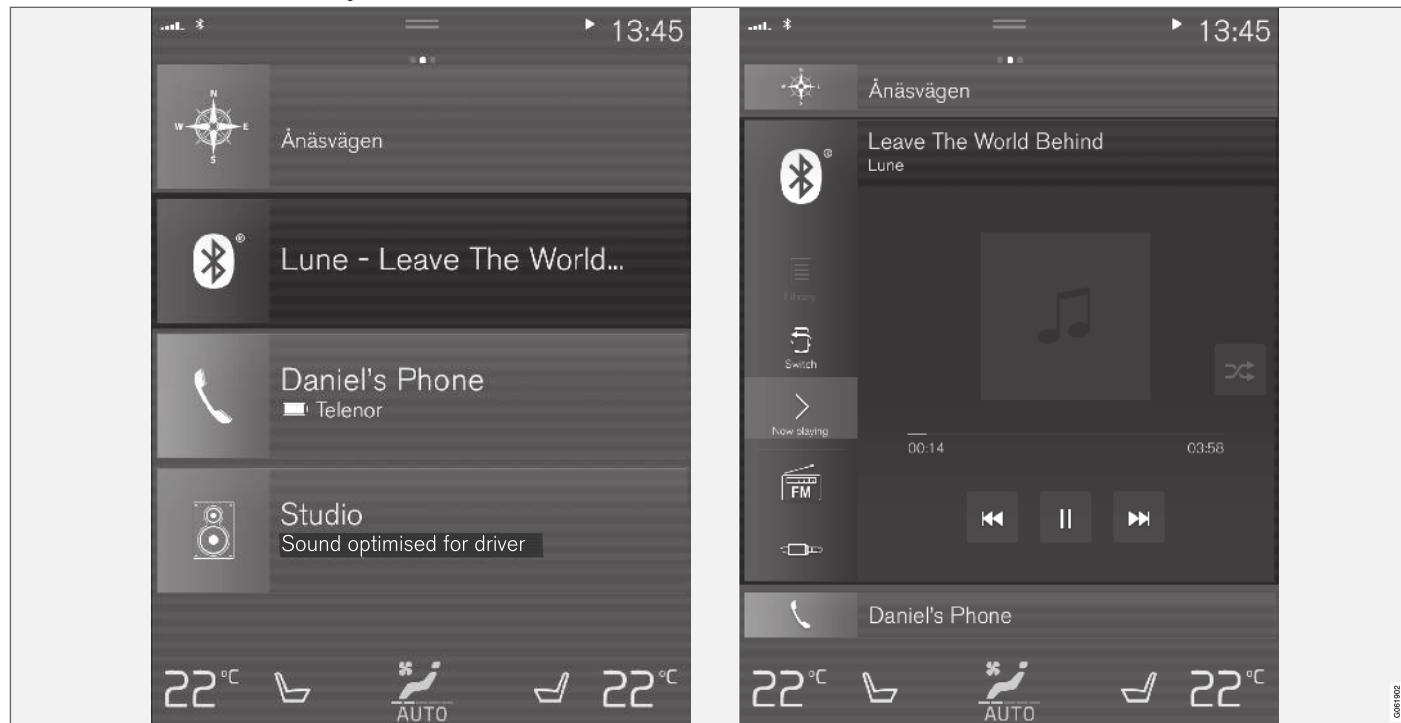 13:45
N
W E
S
Ånäsvägen
®
Lune - Leave The World...
Daniel's Phone
Telenor
Studio
Sound optimised for driver
22°C
AUTO
22°C
13:45
Ånäsvägen
®
Leave The World Behind
Lune
Library
Switch
Now playing
00:14
03:58
FM
Daniel's Phone
22°C
AUTO
22°C
G061902